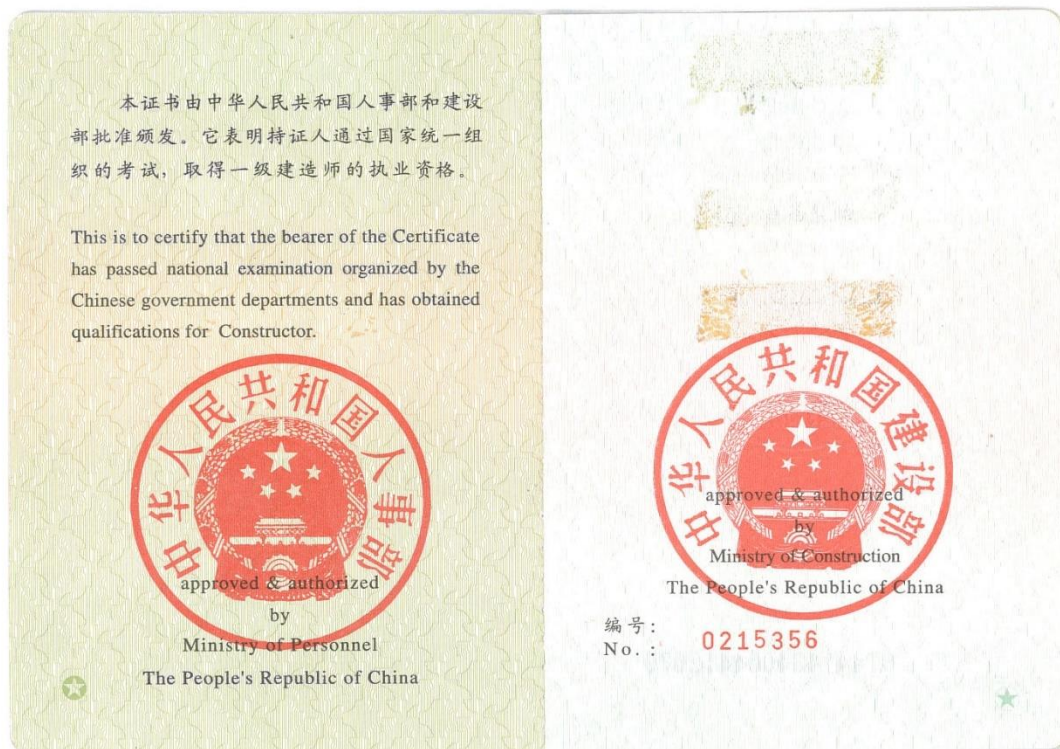 本证书由中华人民共和国人事部和建设
部批准颁发。它表明持证人通过国家统一组
织的考试，取得一级建造师的执业资格。
This is to certify that the bearer of the Certificate
has passed national examination organized by the
Chinese government departments and has obtained
qualifications for Constructor.
中华人民共和国人事部
approved & authorized
by
Ministry of Personnel
The People's Republic of China
中华人民共和国建设部
approved & authorized
by
Ministry of Construction
The People's Republic of China
编号:
No.: 0215356